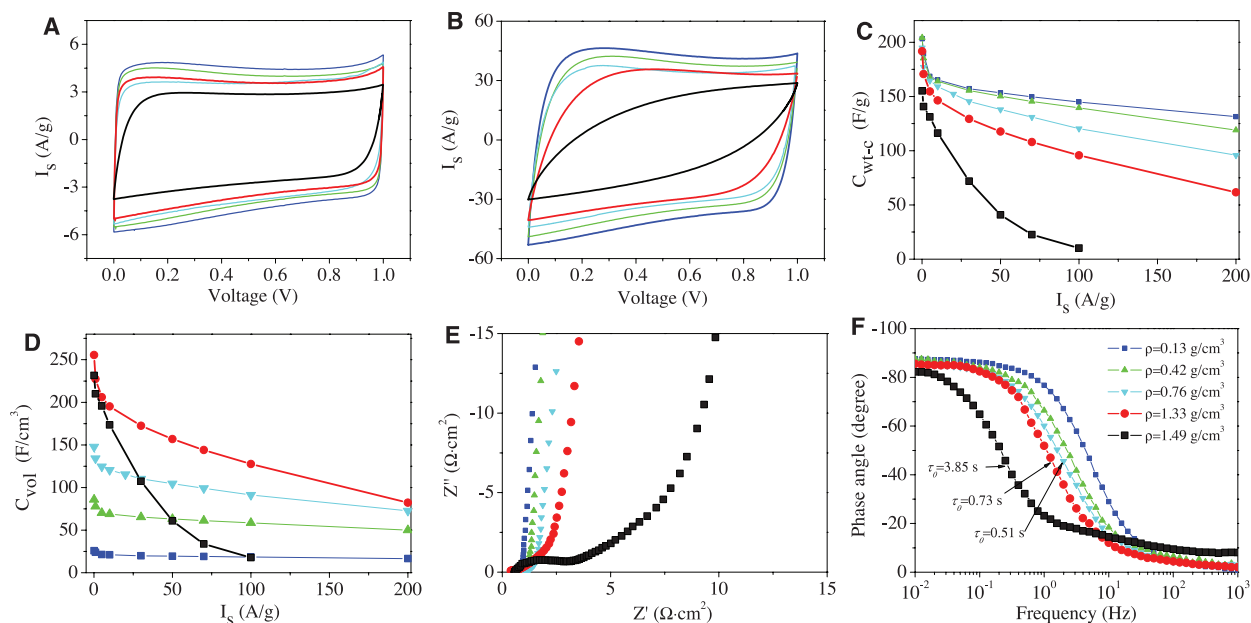 A
6
3
0
-3
-6
I_s (A/g)
0.0 0.2 0.4 0.6 0.8 1.0
Voltage (V)
B
60
30
0
-30
-60
I_s (A/g)
0.0 0.2 0.4 0.6 0.8 1.0
Voltage (V)
C
200
150
100
50
0
C_wt-c (F/g)
0 50 100 150 200
I_s (A/g)
D
250
200
150
100
50
0
C_vol (F/cm³)
0 50 100 150 200
I_s (A/g)
E
-15
-10
-5
0
Z'' (Ω·cm²)
0 5 10 15
Z' (Ω·cm²)
F
-100
-80
-60
-40
-20
0
Phase angle (degree)
ρ=0.13 g/cm³
ρ=0.42 g/cm³
ρ=0.76 g/cm³
ρ=1.33 g/cm³
ρ=1.49 g/cm³
τ₀=3.85 s
τ₀=0.73 s
τ₀=0.51 s
10⁻² 10⁻¹ 10⁰ 10¹ 10² 10³
Frequency (Hz)